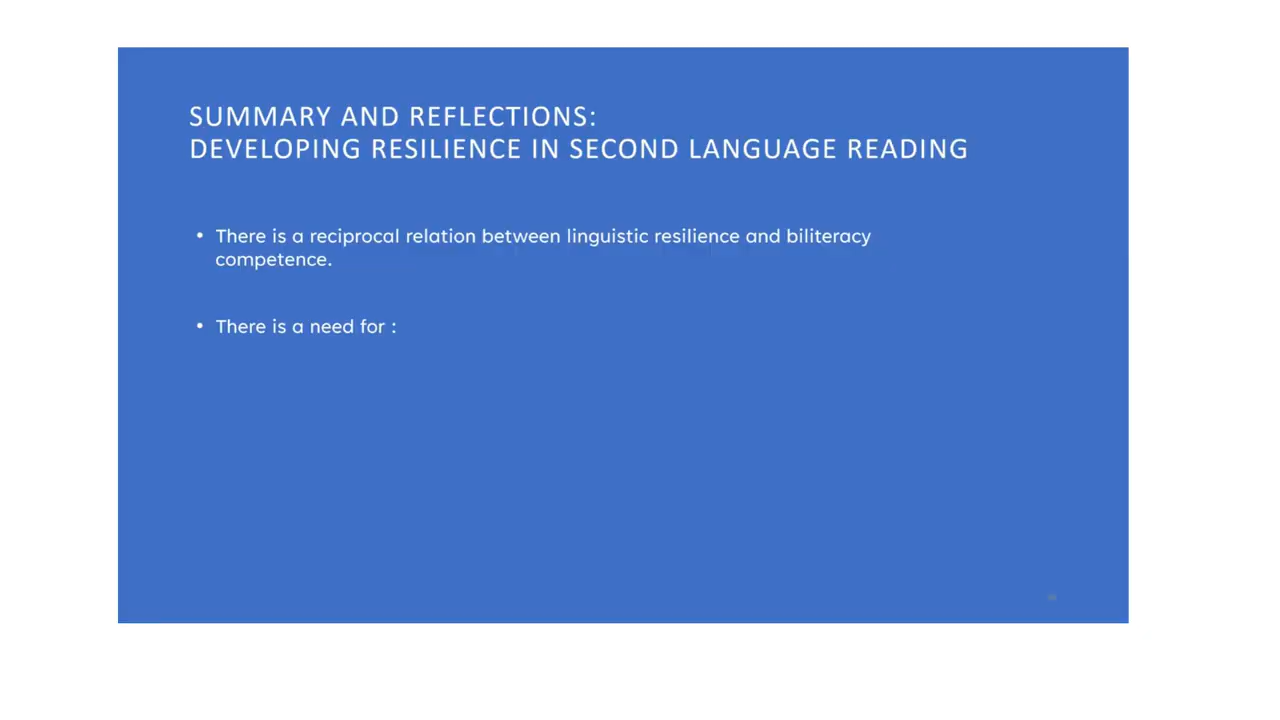 SUMMARY AND REFLECTIONS:
DEVELOPING RESILIENCE IN SECOND LANGUAGE READING
• There is a reciprocal relation between linguistic resilience and biliteracy
competence.
• There is a need for :